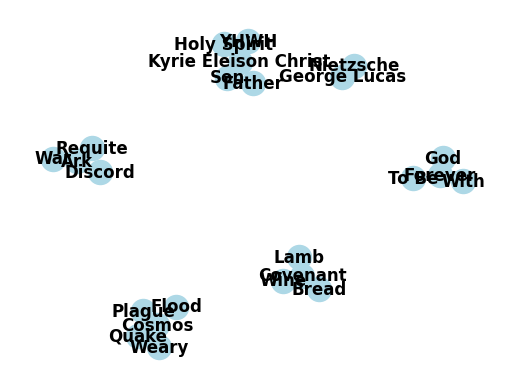 YHWH
Holy Spirit
Kyrie Eleison Christ
Son
Father
Nietzsche
George Lucas
Requite
War
Ark
Discord
God
Forever
To Be
With
Lamb
Covenant
Wine
Bread
Flood
Plague
Cosmos
Quake
Weary